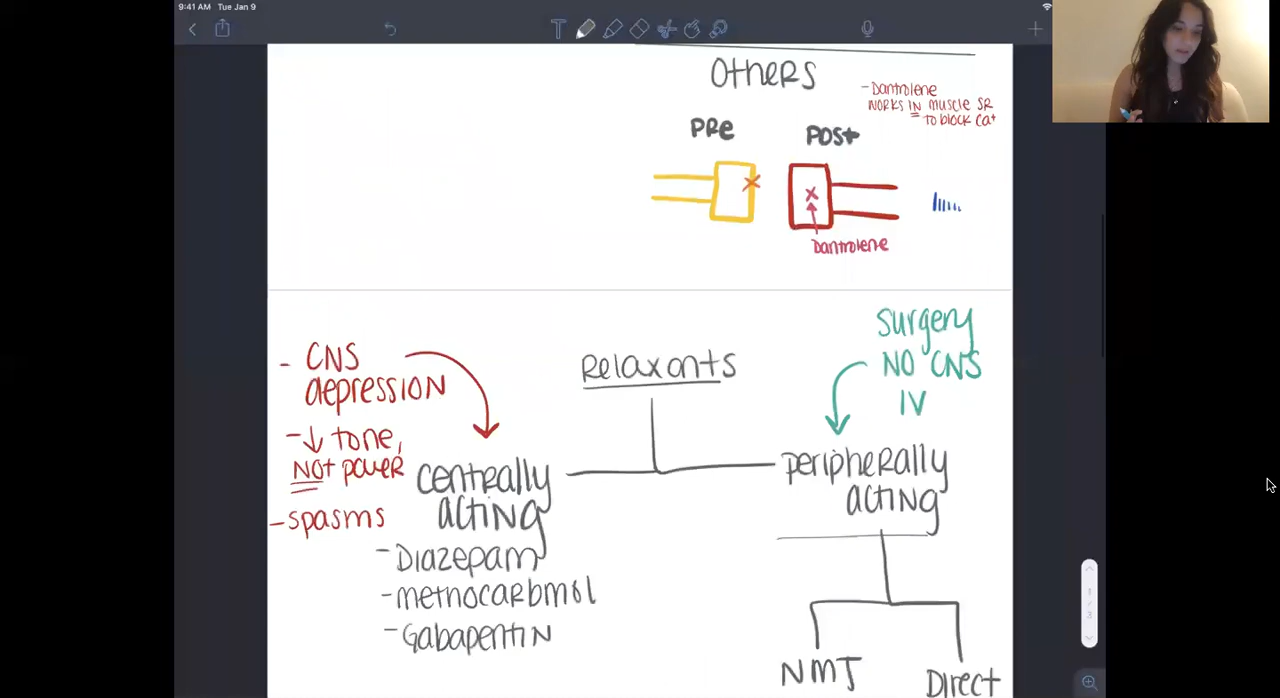 9:41 AM Tue Jan 9
T
Others
- Dantrolene
works IN muscle SR
to block Ca+
PRe
POst
Dantrolene
Surgery
NO CNS
IV
Relaxants
- CNS
depression
- ↓ tone,
NOt power
- spasms
centrally
acting
peripherally
acting
- Diazepam
- methocarbmol
- Gabapentin
NMJ
Direct